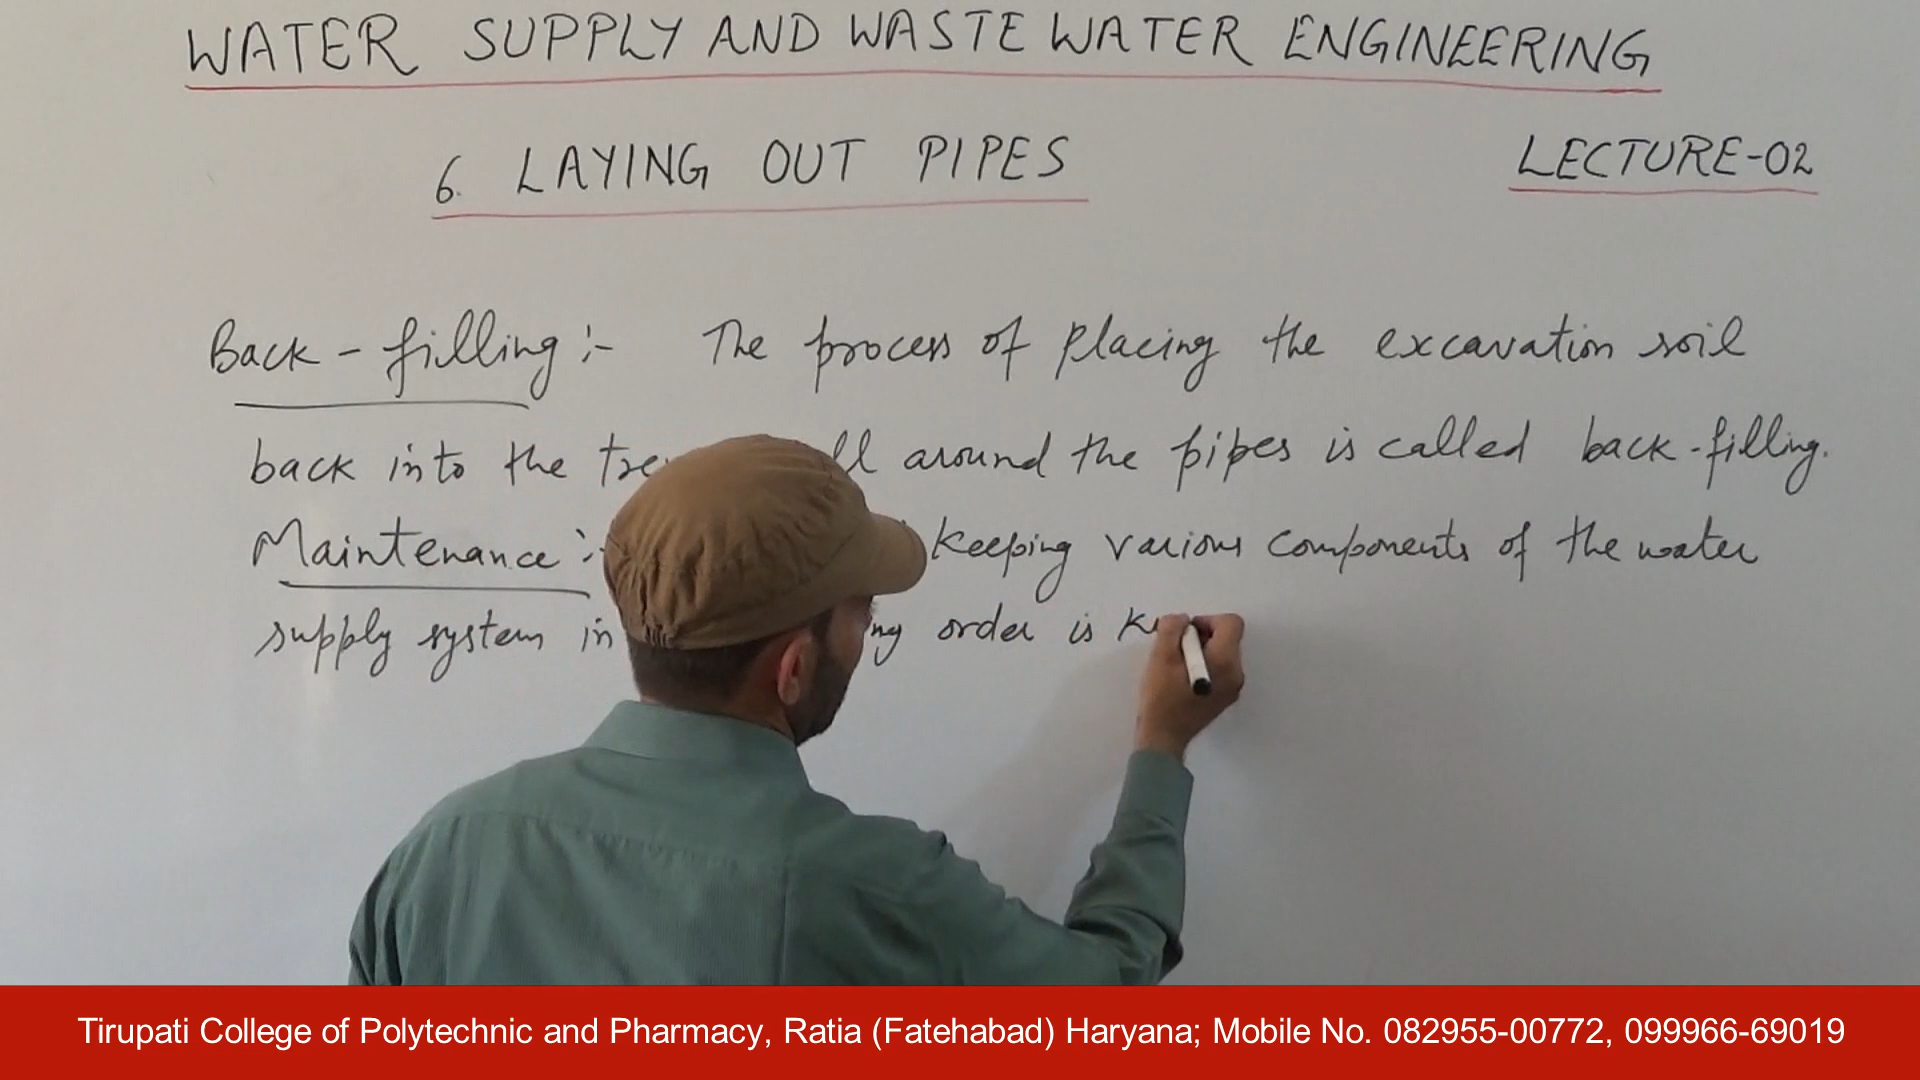 WATER SUPPLY AND WASTE WATER ENGINEERING
6. LAYING OUT PIPES
LECTURE-02
Back-filling :- The process of placing the excavation soil
back into the around the pipes is called back-filling.
Maintenance :- keeping various components of the water
supply system in order is
Tirupati College of Polytechnic and Pharmacy, Ratia (Fatehabad) Haryana; Mobile No. 082955-00772, 099966-69019